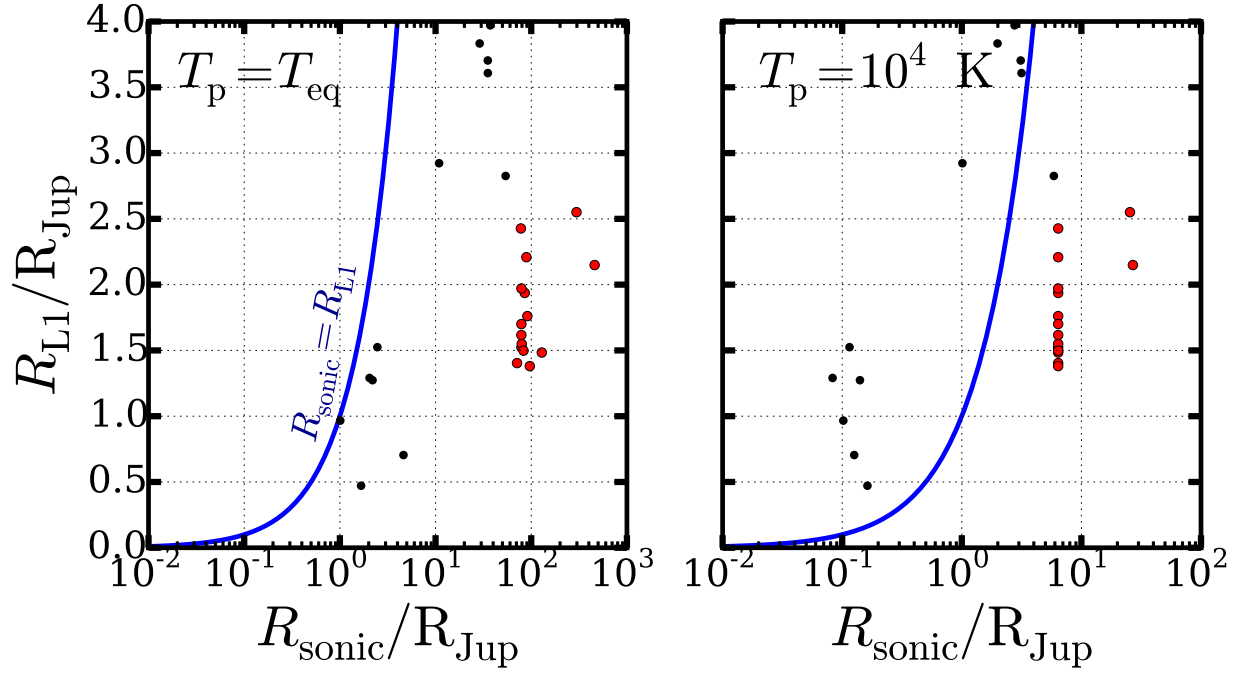 T_p = T_eq
R_sonic = R_L1
R_L1/R_Jup
4.0
3.5
3.0
2.5
2.0
1.5
1.0
0.5
0.0
10^-2 10^-1 10^0 10^1 10^2 10^3
R_sonic/R_Jup
T_p = 10^4 K
10^-2 10^-1 10^0 10^1 10^2
R_sonic/R_Jup